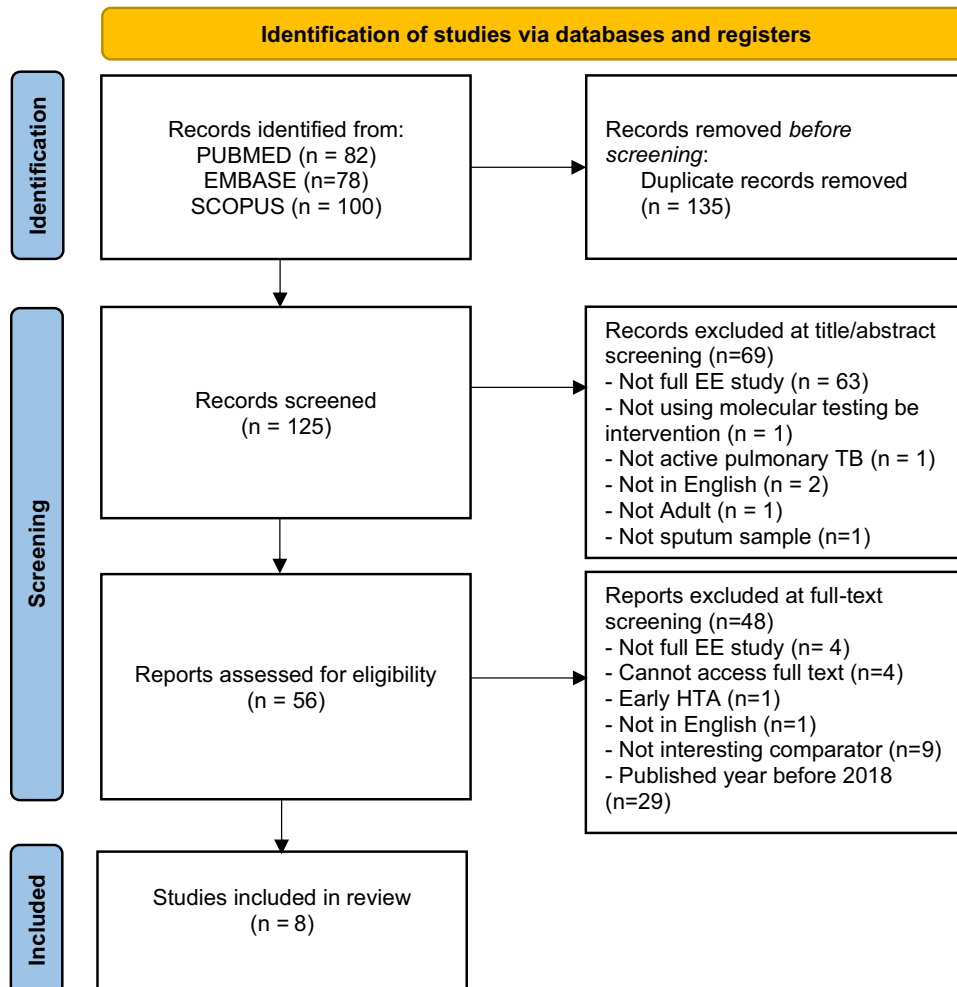 Identification of studies via databases and registers
Identification
Records identified from:
PUBMED (n = 82)
EMBASE (n=78)
SCOPUS (n = 100)
Records removed before
screening:
Duplicate records removed
(n = 135)
Screening
Records screened
(n = 125)
Records excluded at title/abstract
screening (n=69)
- Not full EE study (n = 63)
- Not using molecular testing be
intervention (n = 1)
- Not active pulmonary TB (n = 1)
- Not in English (n = 2)
- Not Adult (n = 1)
- Not sputum sample (n=1)
Reports assessed for eligibility
(n = 56)
Reports excluded at full-text
screening (n=48)
- Not full EE study (n= 4)
- Cannot access full text (n=4)
- Early HTA (n=1)
- Not in English (n=1)
- Not interesting comparator (n=9)
- Published year before 2018
(n=29)
Included
Studies included in review
(n = 8)